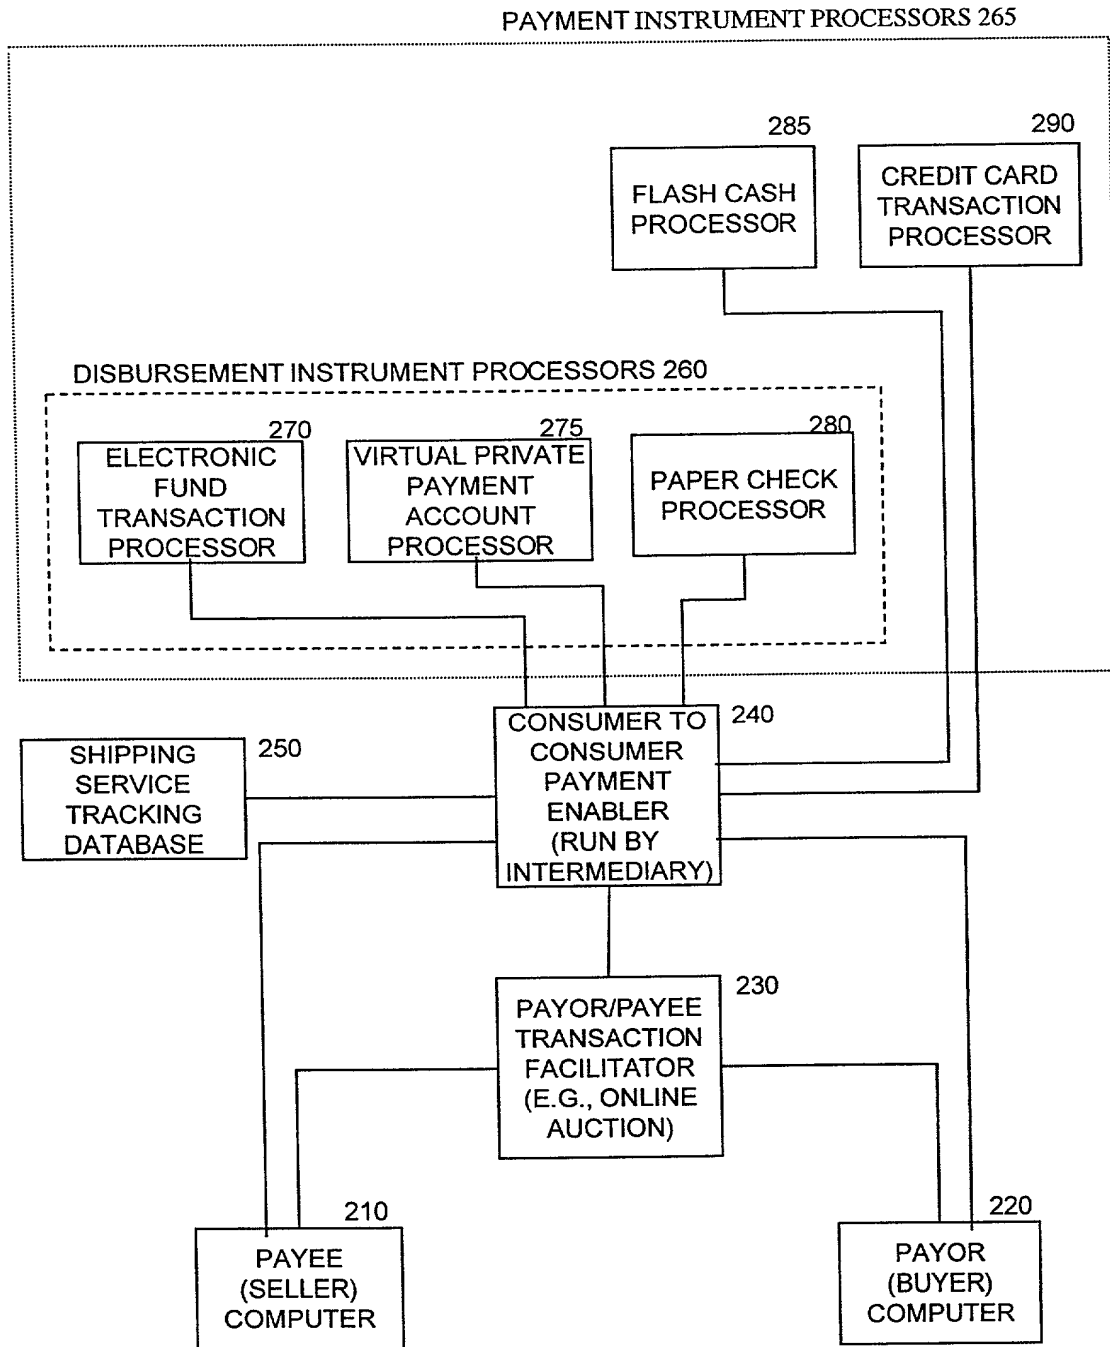 PAYMENT INSTRUMENT PROCESSORS 265
285
290
FLASH CASH
PROCESSOR
CREDIT CARD
TRANSACTION
PROCESSOR
DISBURSEMENT INSTRUMENT PROCESSORS 260
270
275
280
ELECTRONIC
FUND
TRANSACTION
PROCESSOR
VIRTUAL PRIVATE
PAYMENT
ACCOUNT
PROCESSOR
PAPER CHECK
PROCESSOR
240
CONSUMER TO
CONSUMER
PAYMENT
ENABLER
(RUN BY
INTERMEDIARY)
250
SHIPPING
SERVICE
TRACKING
DATABASE
230
PAYOR/PAYEE
TRANSACTION
FACILITATOR
(E.G., ONLINE
AUCTION)
210
PAYEE
(SELLER)
COMPUTER
220
PAYOR
(BUYER)
COMPUTER